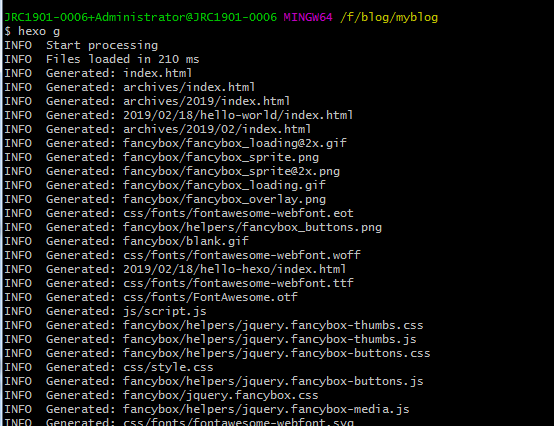 JRC1901-0006+Administrator@JRC1901-0006 MINGW64 /f/blog/myblog
$ hexo g
INFO  Start processing
INFO  Files loaded in 210 ms
INFO  Generated: index.html
INFO  Generated: archives/index.html
INFO  Generated: archives/2019/index.html
INFO  Generated: 2019/02/18/hello-world/index.html
INFO  Generated: archives/2019/02/index.html
INFO  Generated: fancybox/fancybox_loading@2x.gif
INFO  Generated: fancybox/fancybox_sprite.png
INFO  Generated: fancybox/fancybox_sprite@2x.png
INFO  Generated: fancybox/fancybox_loading.gif
INFO  Generated: fancybox/fancybox_overlay.png
INFO  Generated: css/fonts/fontawesome-webfont.eot
INFO  Generated: fancybox/helpers/fancybox_buttons.png
INFO  Generated: fancybox/blank.gif
INFO  Generated: css/fonts/fontawesome-webfont.woff
INFO  Generated: 2019/02/18/hello-hexo/index.html
INFO  Generated: css/fonts/fontawesome-webfont.ttf
INFO  Generated: css/fonts/FontAwesome.otf
INFO  Generated: js/script.js
INFO  Generated: fancybox/helpers/jquery.fancybox-thumbs.css
INFO  Generated: fancybox/helpers/jquery.fancybox-thumbs.js
INFO  Generated: fancybox/helpers/jquery.fancybox-buttons.css
INFO  Generated: css/style.css
INFO  Generated: fancybox/helpers/jquery.fancybox-buttons.js
INFO  Generated: fancybox/jquery.fancybox.css
INFO  Generated: fancybox/helpers/jquery.fancybox-media.js
INFO  Generated: css/fonts/fontawesome-webfont.svg